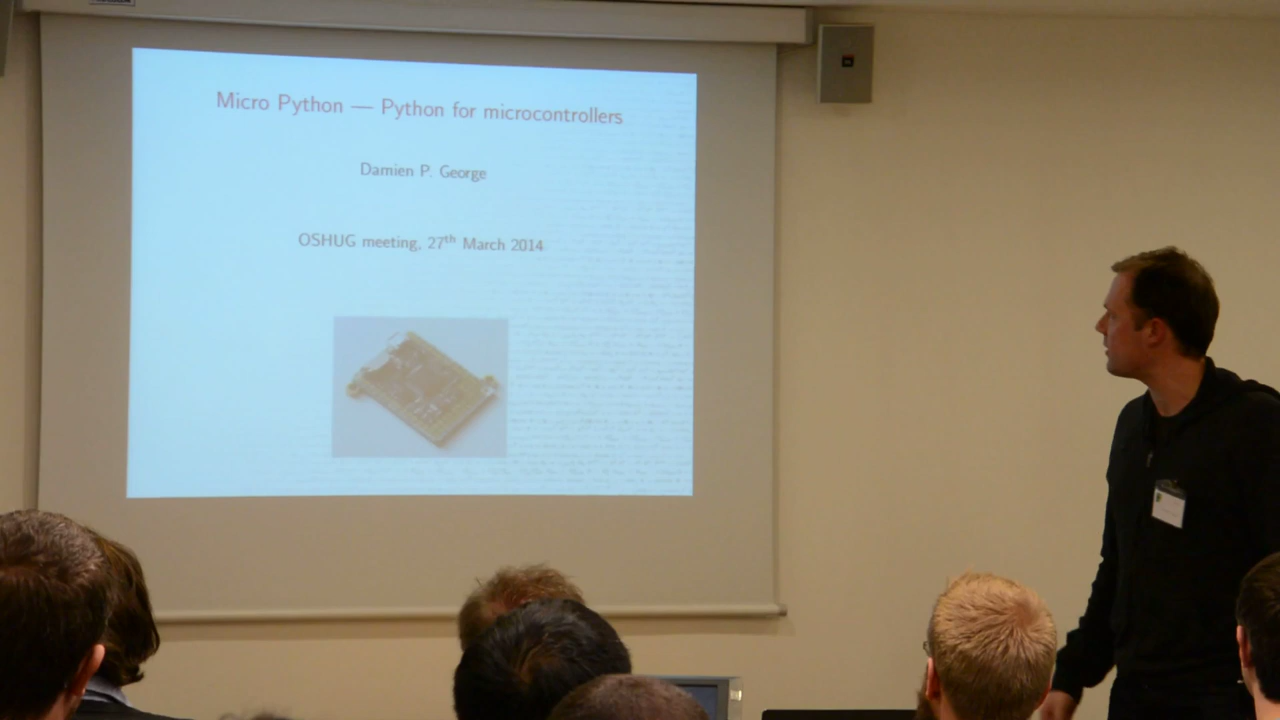 Micro Python — Python for microcontrollers
Damien P. George
OSHUG meeting, 27th March 2014